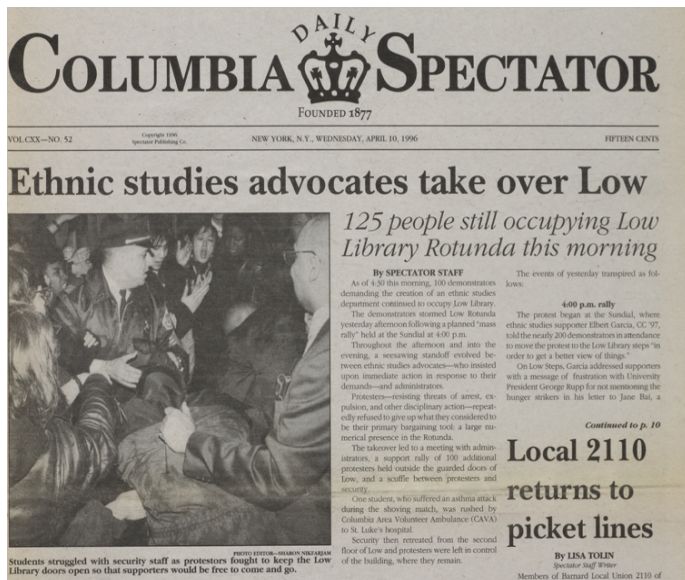 DAILY
COLUMBIA SPECTATOR
FOUNDED 1877
VOL CXX—NO. 52
Copyright 1996
Spectator Publishing Co.
NEW YORK, N.Y., WEDNESDAY, APRIL 10, 1996
FIFTEEN CENTS
Ethnic studies advocates take over Low
PHOTO EDITOR—SHARON NIKFARJAM
Students struggled with security staff as protestors fought to keep the Low
Library doors open so that supporters would be free to come and go.
125 people still occupying Low
Library Rotunda this morning
By SPECTATOR STAFF
As of 4:50 this morning, 100 demonstrators
demanding the creation of an ethnic studies
department continued to occupy Low Library.
The demonstrators stormed Low Rotunda
yesterday afternoon following a planned "mass
rally" held at the Sundial at 4:00 p.m.
Throughout the afternoon and into the
evening, a seesawing standoff evolved be-
tween ethnic studies advocates—who insisted
upon immediate action in response to their
demands—and administrators.
Protesters—resisting threats of arrest, ex-
pulsion, and other disciplinary action—repeat-
edly refused to give up what they considered to
be their primary bargaining tool: a large nu-
merical presence in the Rotunda.
The takeover led to a meeting with admin-
istrators, a support rally of 100 additional
protesters held outside the guarded doors of
Low, and a scuffle between protesters and
security.
One student, who suffered an asthma attack
during the shoving match, was rushed by
Columbia Area Volunteer Ambulance (CAVA)
to St. Luke's hospital.
Security then retreated from the second
floor of Low and protesters were left in control
of the building, where they remain.
The events of yesterday transpired as fol-
lows:
4:00 p.m. rally
The protest began at the Sundial, where
ethnic studies supporter Elbert Garcia, CC '97,
told the nearly 200 demonstrators in attendance
to move the protest to the Low Library steps "in
order to get a better view of things."
On Low Steps, Garcia addressed supporters
with a message of frustration with University
President George Rupp for not mentioning the
hunger strikers in his letter to Jane Bai, a
Continued to p. 10
Local 2110
returns to
picket lines
By LISA TOLIN
Spectator Staff Writer
Members of Barnard Local Union 2110 of